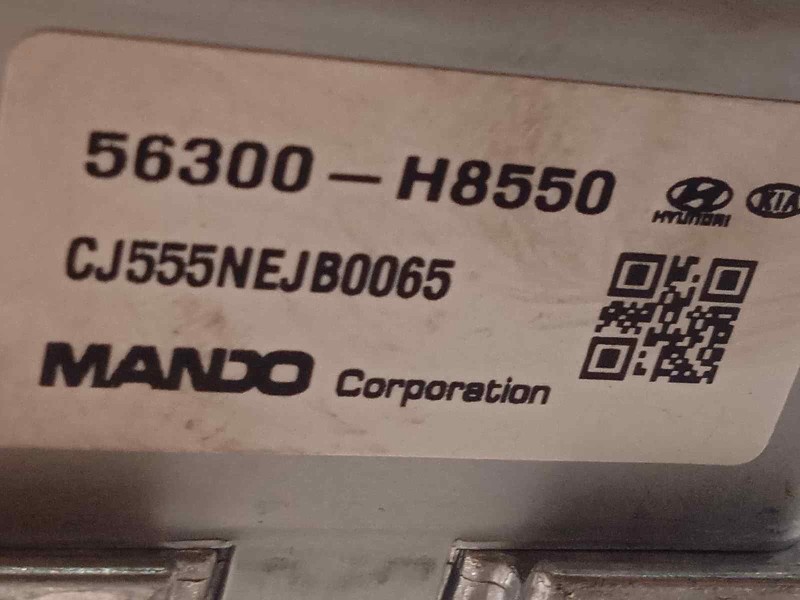 56300-H8550
HYUNDAI KIA
CJ555NEJB0065
MANDO Corporation